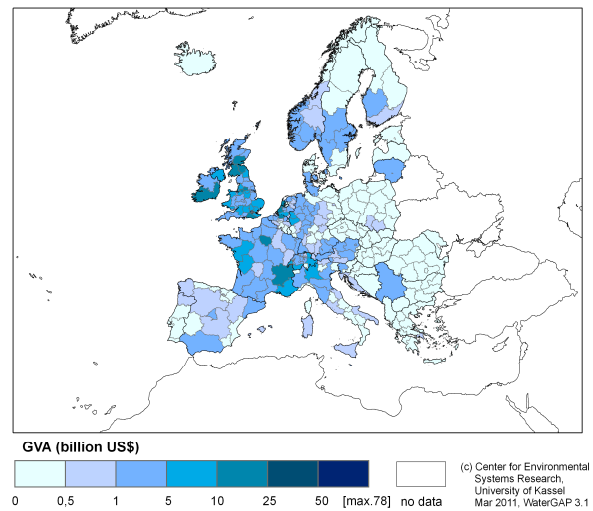 GVA (billion US$)
0 0,5 1 5 10 25 50 [max.78] no data
(c) Center for Environmental
Systems Research,
University of Kassel
Mar 2011, WaterGAP 3.1